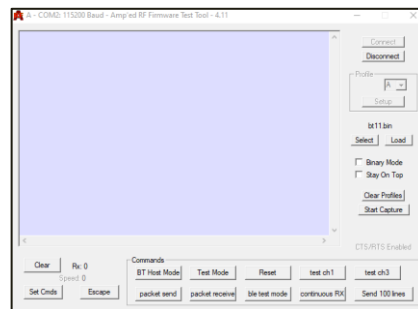 A - COM2: 115200 Baud - Amp'ed RF Firmware Test Tool - 4.11
Connect
Disconnect
Profile
A
Setup
bt11.bin
Select Load
Binary Mode
Stay On Top
Clear Profiles
Start Capture
CTS/RTS Enabled
Clear Rx: 0
Speed: 0
Set Cmds Escape
Commands
BT Host Mode Test Mode Reset test ch1 test ch3
packet send packet receive ble test mode continuous RX Send 100 lines